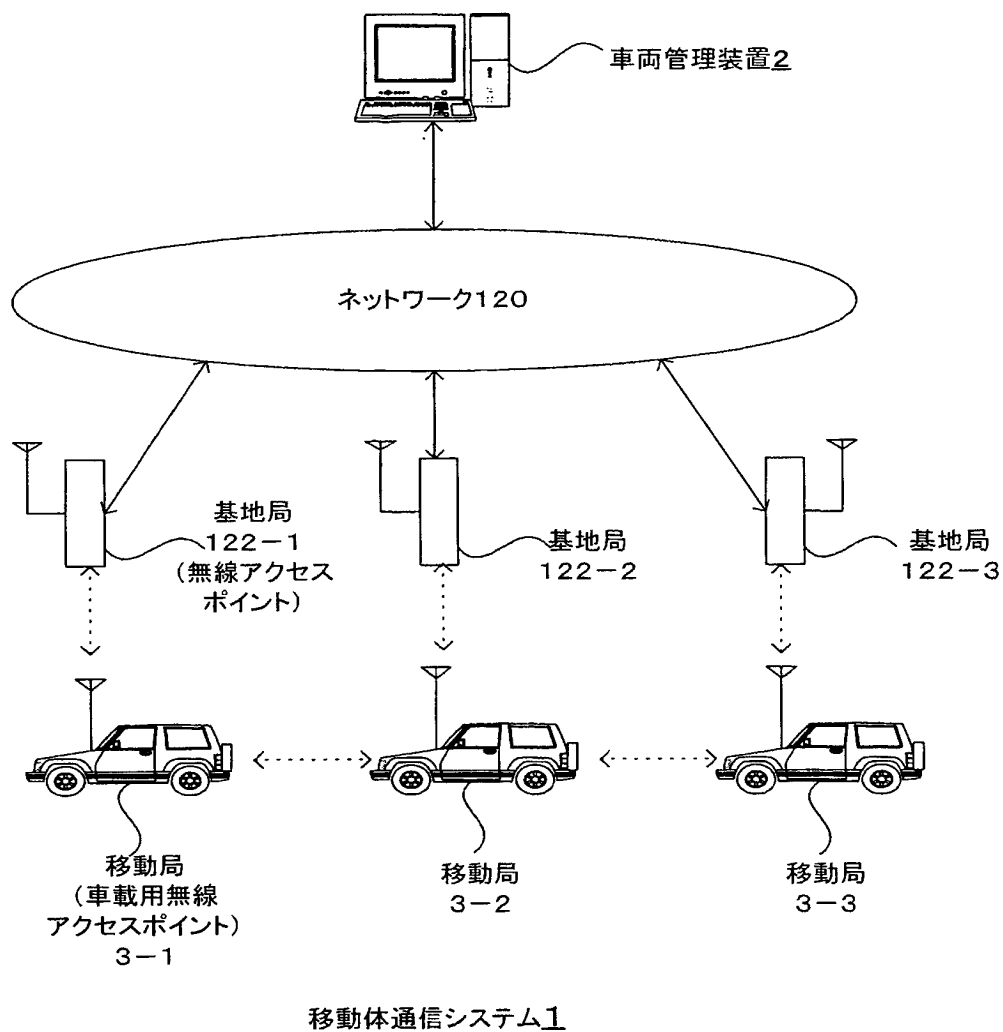 車両管理装置2
ネットワーク120
基地局
122-1
(無線アクセス
ポイント)
基地局
122-2
基地局
122-3
移動局
(車載用無線
アクセスポイント)
3-1
移動局
3-2
移動局
3-3
移動体通信システム1